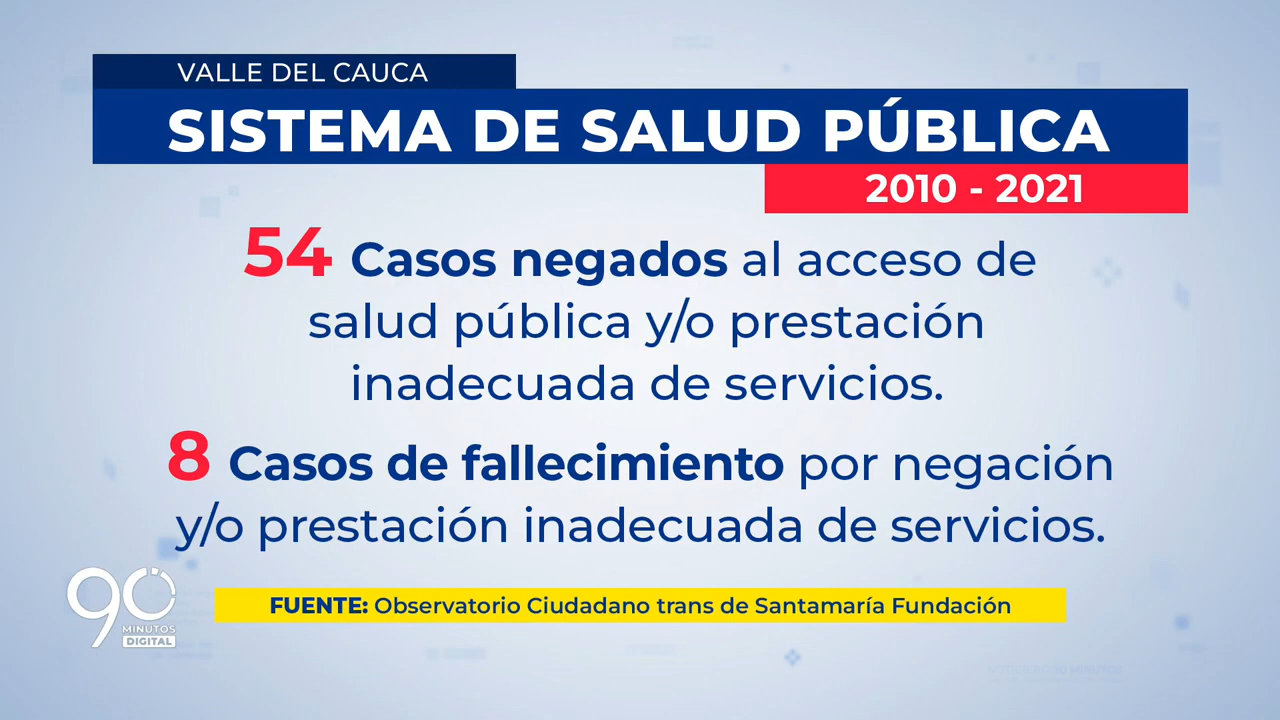 VALLE DEL CAUCA
SISTEMA DE SALUD PÚBLICA
2010 - 2021
54 Casos negados al acceso de
salud pública y/o prestación
inadecuada de servicios.
8 Casos de fallecimiento por negación
y/o prestación inadecuada de servicios.
90
MINUTOS
DIGITAL
FUENTE: Observatorio Ciudadano trans de Santamaría Fundación